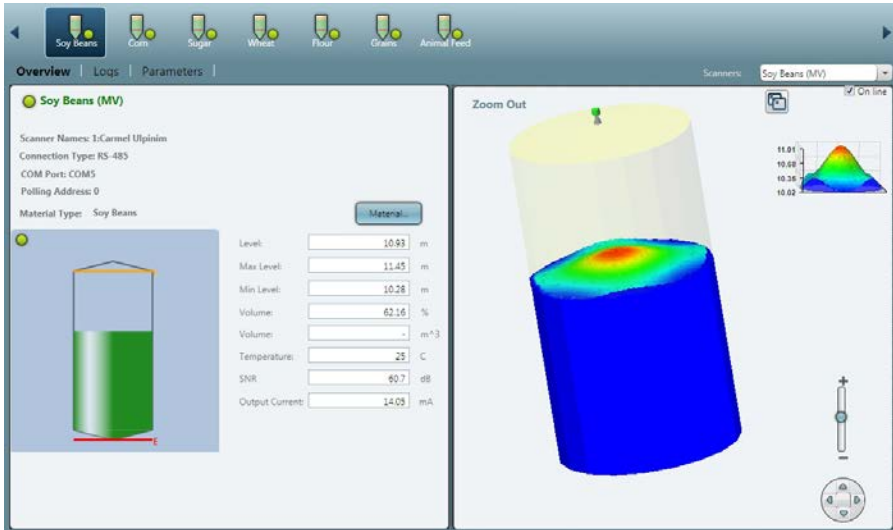 Soy Beans Corn Sugar Wheat Flour Grains Animal Feed
Overview | Logs | Parameters |
Scanners: Soy Beans (MV)
On line
Soy Beans (MV)
Scanner Names: 1:Carmel Ulpinim
Connection Type: RS-485
COM Port: COM5
Polling Address: 0
Material Type: Soy Beans
Material...
Level: 10.93 m
Max Level: 11.45 m
Min Level: 10.28 m
Volume: 62.16 %
Volume: - m^3
Temperature: 25 C
SNR 60.7 dB
Output Current: 14.05 mA
E
Zoom Out
11.01
10.68
10.35
10.02